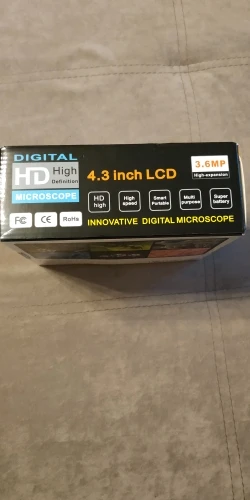 DIGITAL
HD High Definition
MICROSCOPE
FC CE RoHS
4.3 inch LCD
3.6MP
High-expansion
HD high
High speed
Smart Portable
Multi purpose
Super battery
INNOVATIVE DIGITAL MICROSCOPE